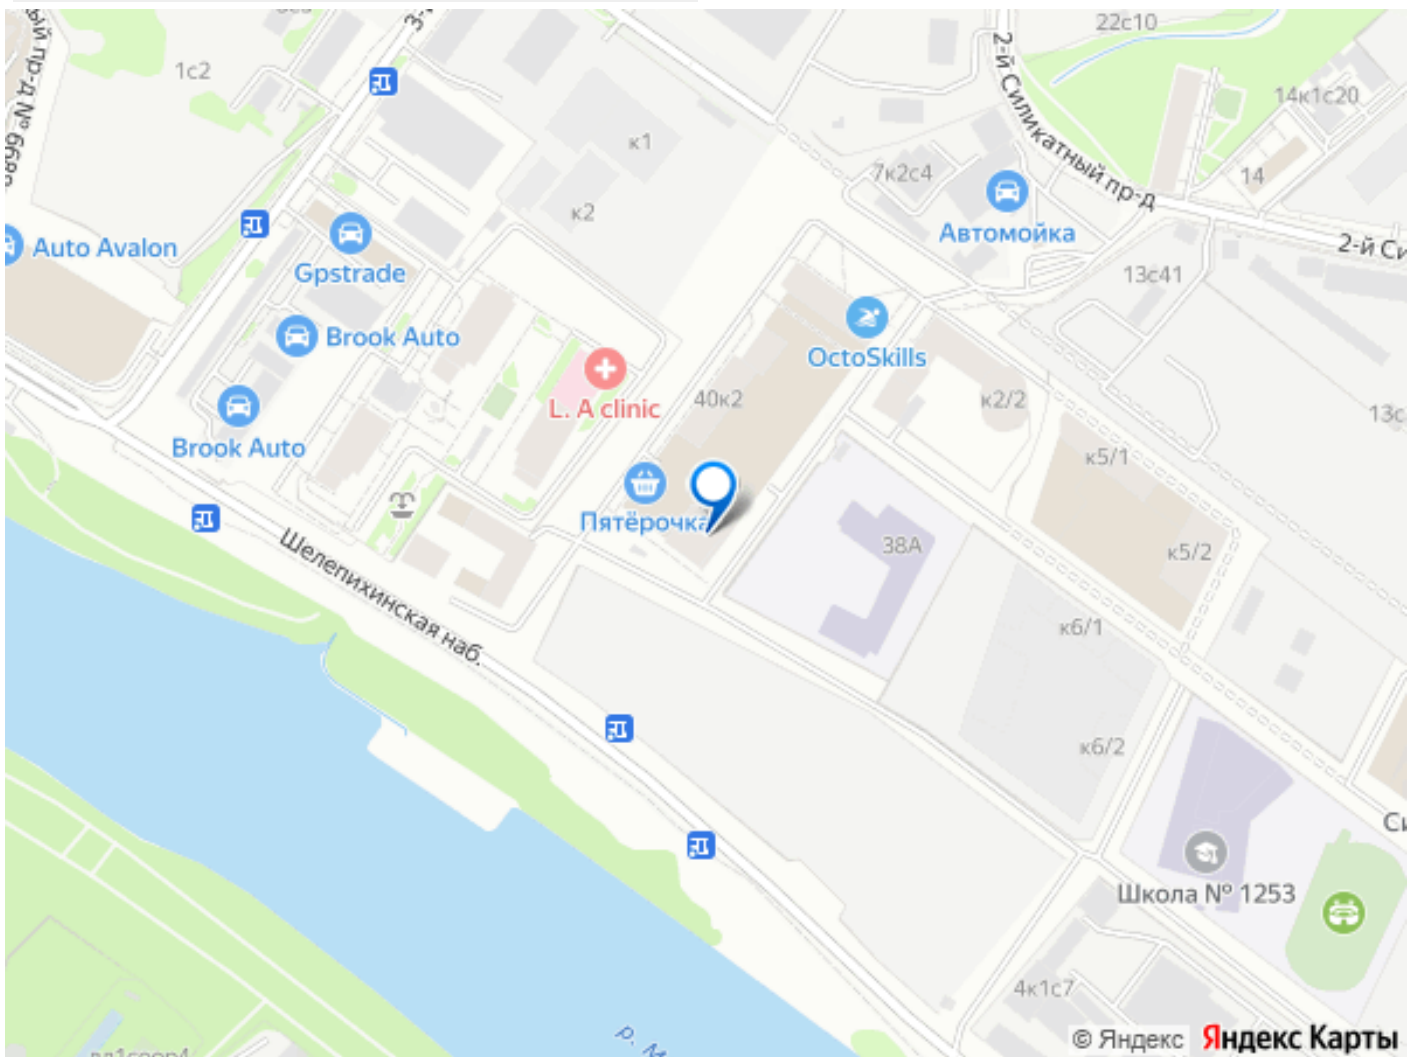 22с10
1с2
2-й Силикатный пр-д
14к1с20
к1
7к2с4
14
к2
Автомойка
2-й Си
Auto Avalon
Gpstrade
13с41
Brook Auto
OctoSkills
L. A clinic
40к2
к2/2
13с
Brook Auto
к5/1
Пятёрочка
38А
к5/2
Шелепихинская наб.
к6/1
к6/2
Школа № 1253
4к1с7
р. М
© Яндекс Яндекс Карты